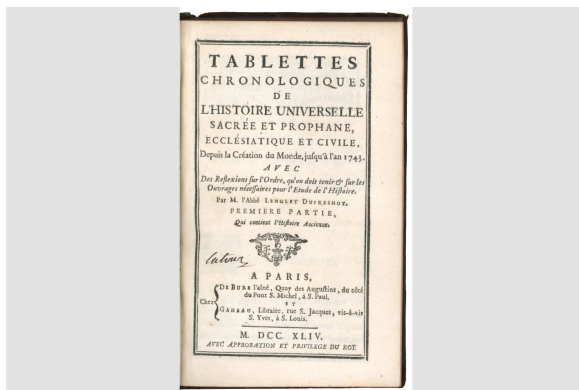 TABLETTES
CHRONOLOGIQUES
DE
L'HISTOIRE UNIVERSELLE
SACRÉE ET PROPHANE,
ECCLÉSIATIQUE ET CIVILE,
Depuis la Création du Monde, jusqu'à l'an 1743.
AVEC
Des Reflexions sur l'Ordre, qu'on doit tenir & sur les
Ouvrages nécessaires pour l'Etude de l'Histoire.
Par M. l'Abbé LENGLET DUFRESNOY.
PREMIERE PARTIE,
Qui contient l'Histoire Ancienne.
A PARIS,
Chez
DE BURE l'aîné, Quay des Augustins, du côté
du Pont S. Michel, à S. Paul.
ET
GANEAU, Libraire, rue S. Jacques, vis-à-vis
S. Yves, à S. Louis.
M. DCC. XLIV.
AVEC APPROBATION ET PRIVILEGE DU ROY.